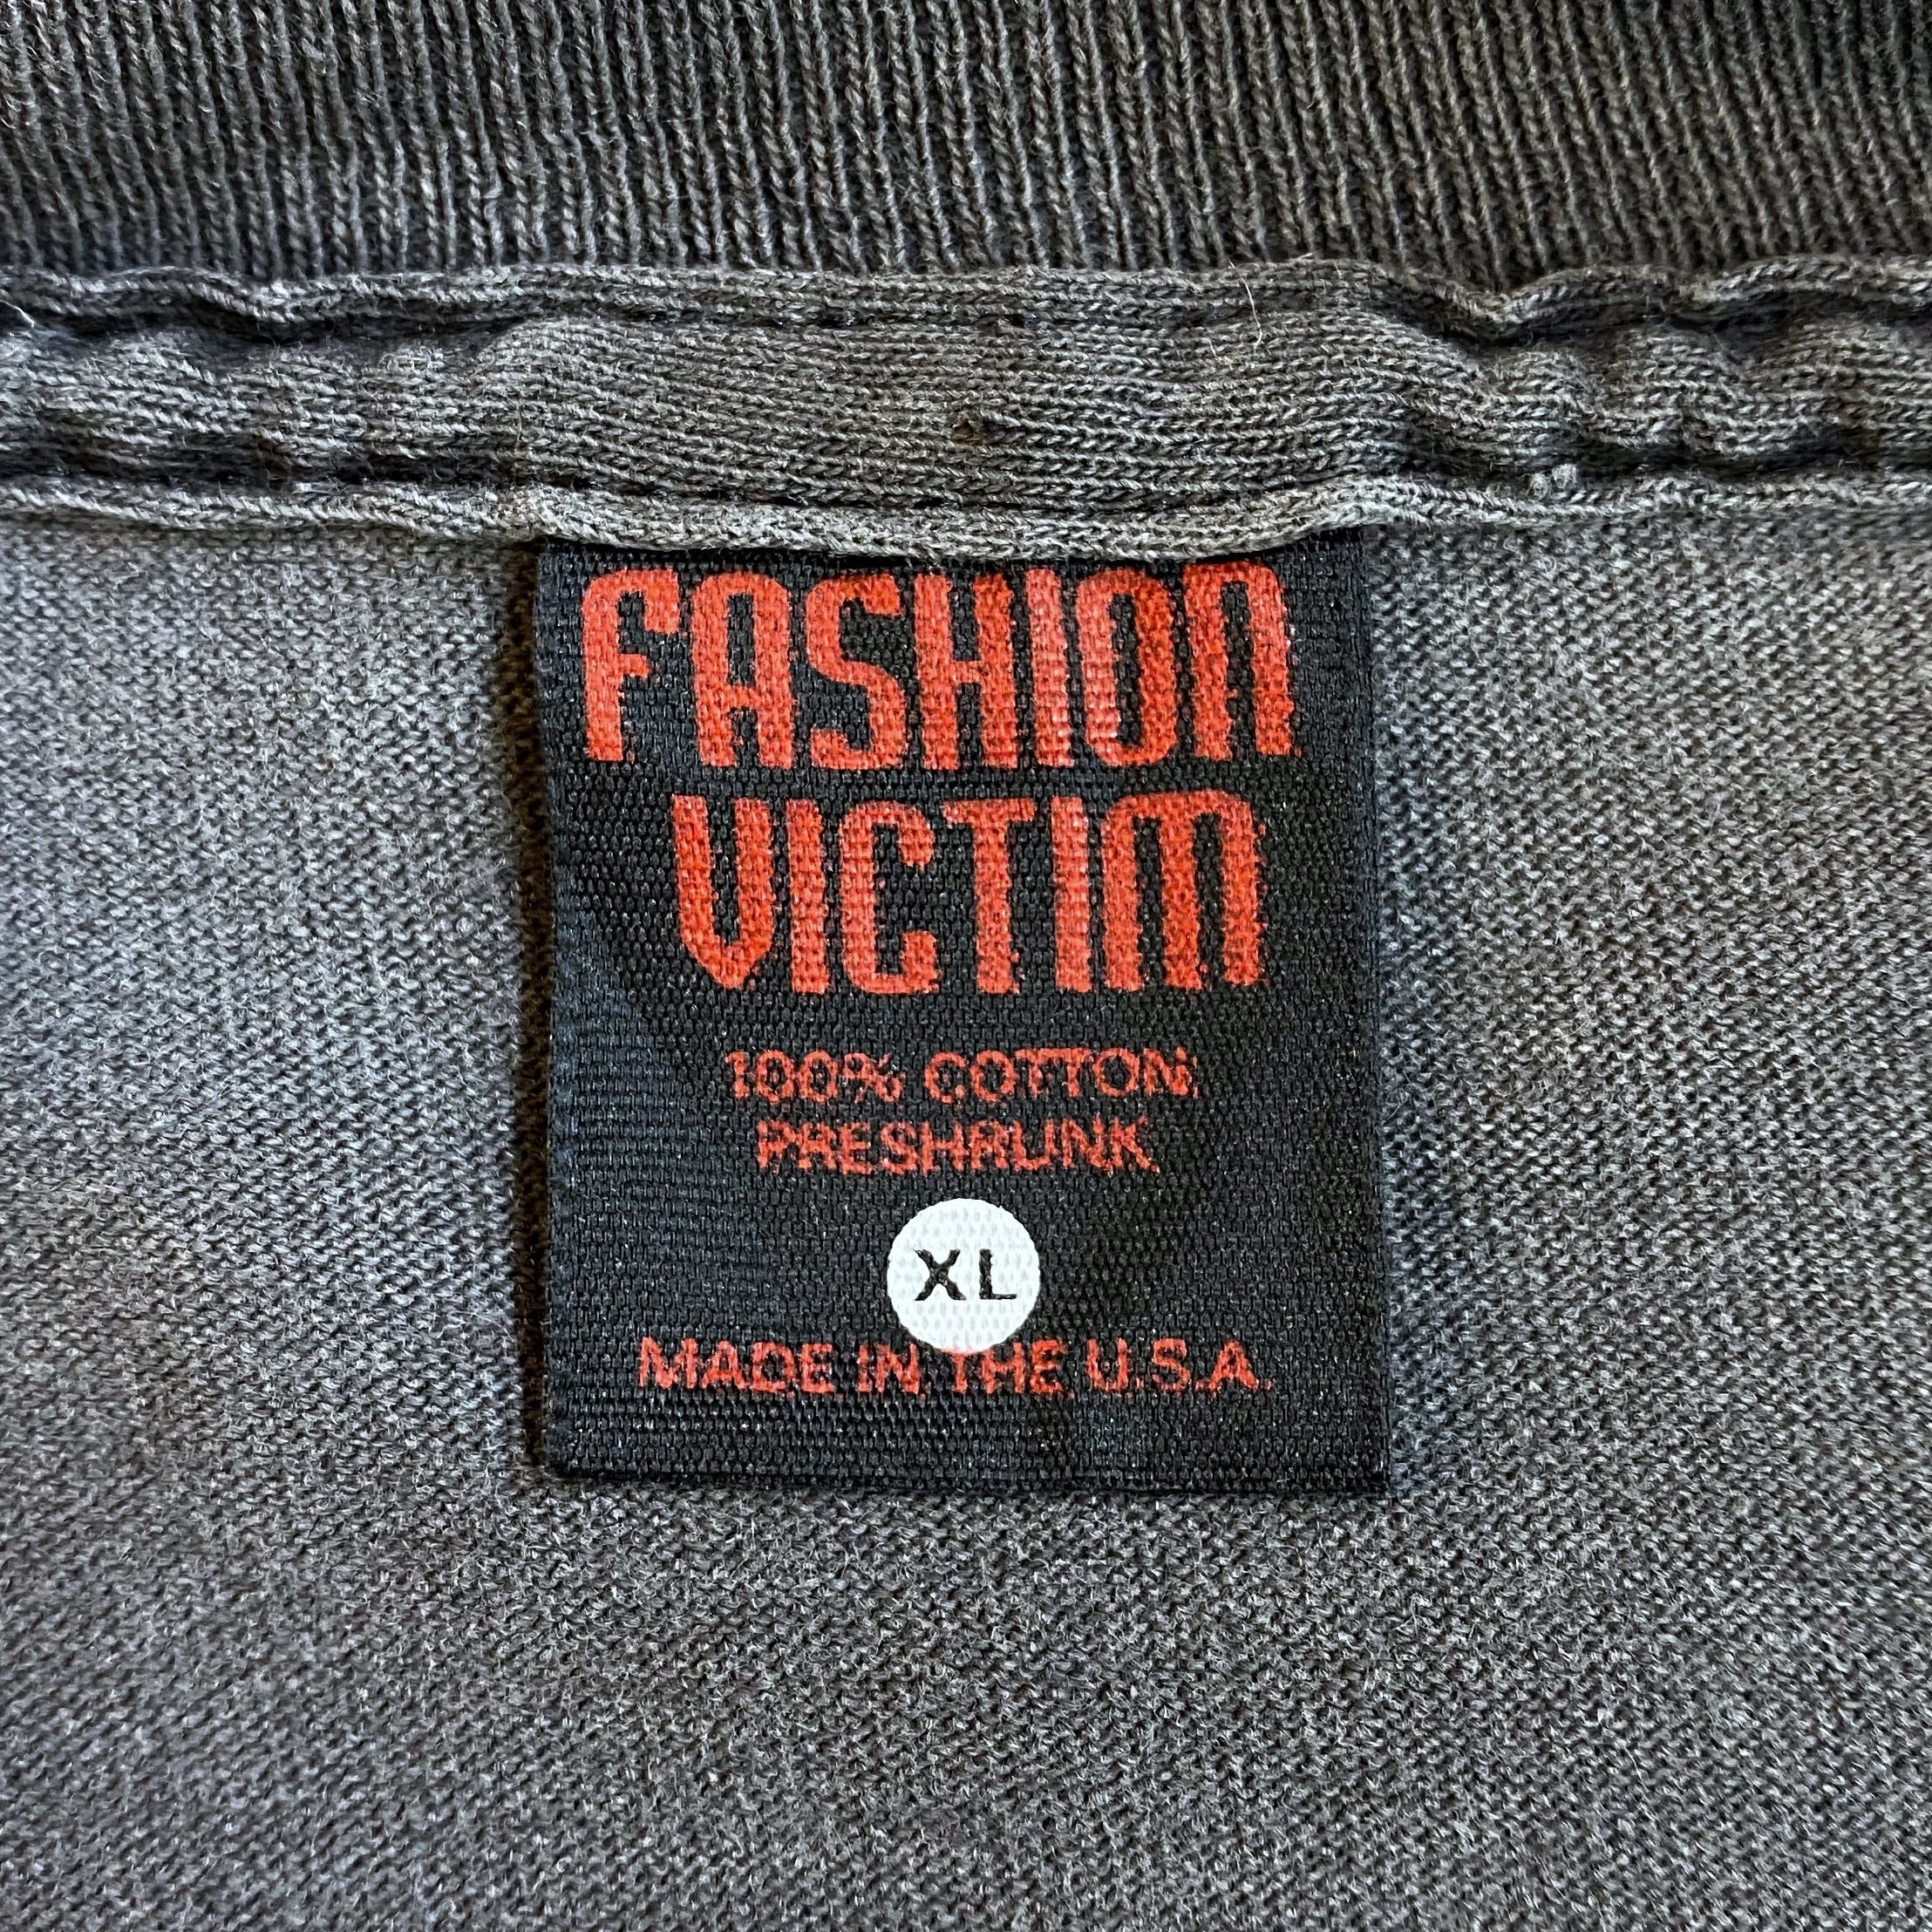 FASHION
VICTIM
100% COTTON
PRESHRUNK
XL
MADE IN THE U.S.A.